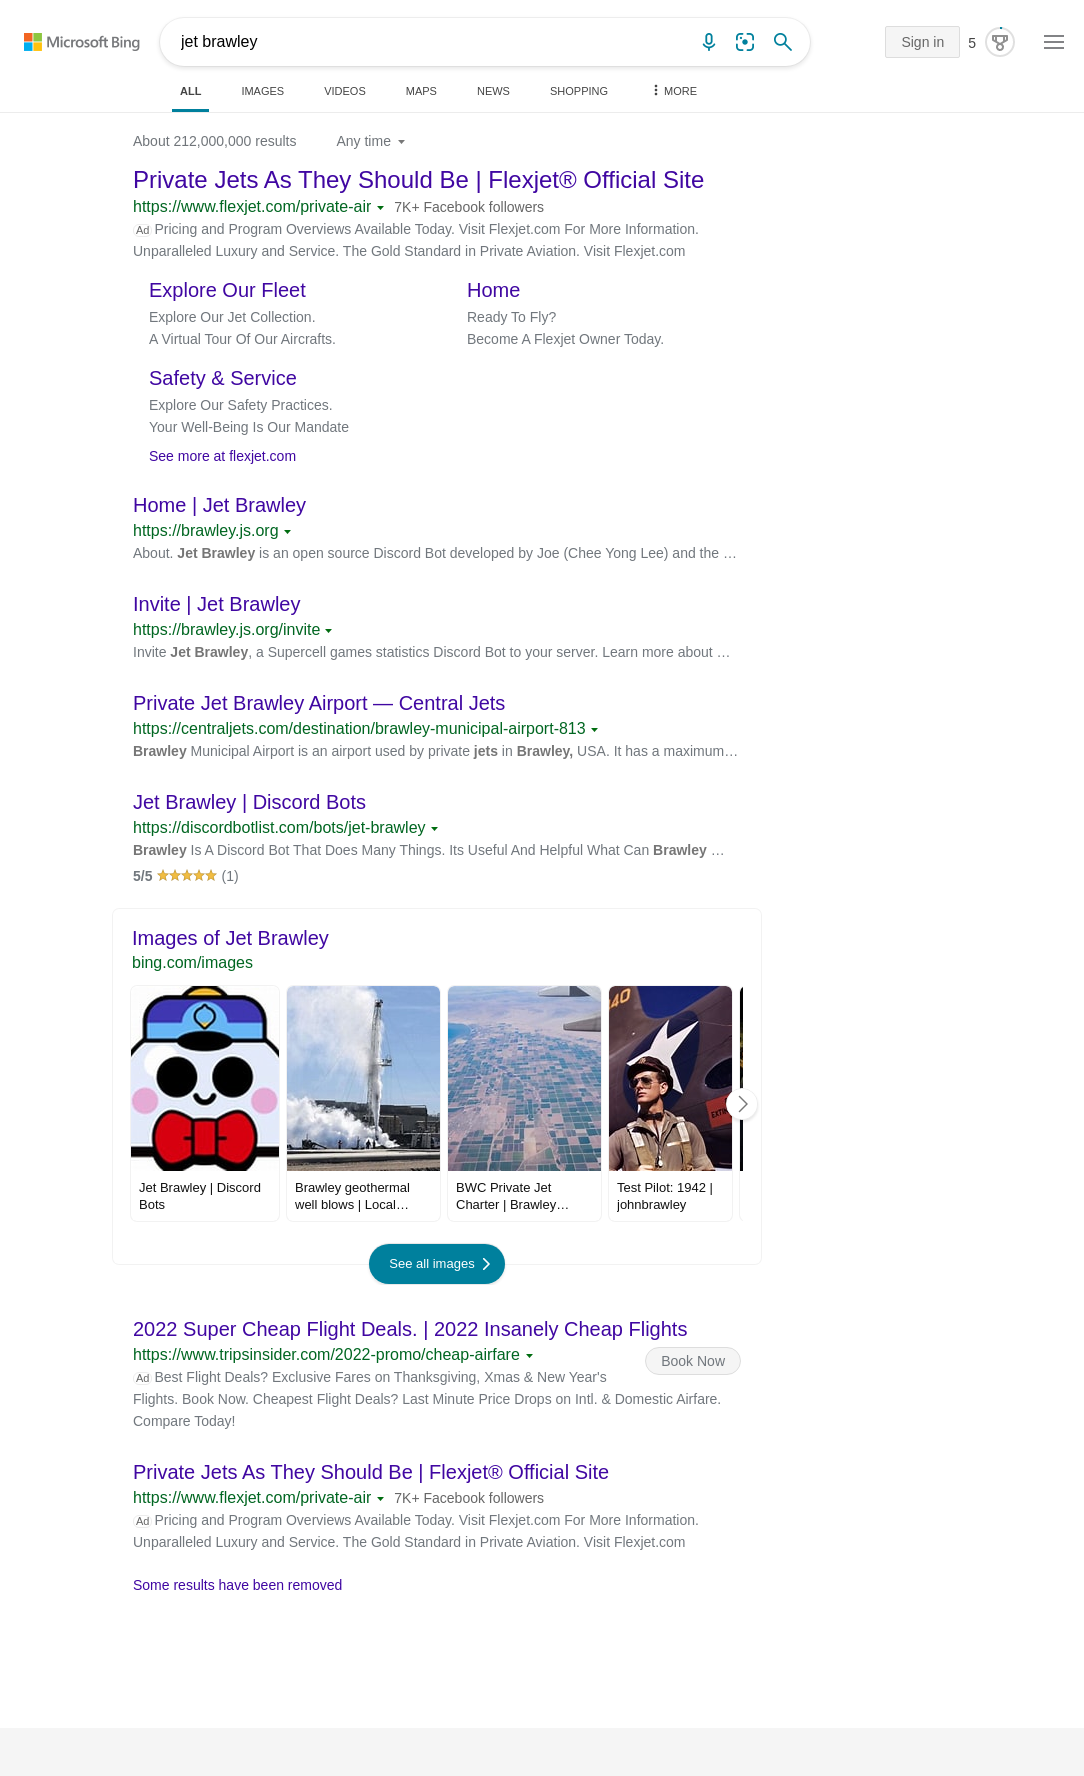 Microsoft Bing
jet brawley
Sign in
5
ALL
IMAGES
VIDEOS
MAPS
NEWS
SHOPPING
MORE
About 212,000,000 results
Any time
Private Jets As They Should Be | Flexjet® Official Site
https://www.flexjet.com/private-air 7K+ Facebook followers
Ad Pricing and Program Overviews Available Today. Visit Flexjet.com For More Information.
Unparalleled Luxury and Service. The Gold Standard in Private Aviation. Visit Flexjet.com
Explore Our Fleet
Explore Our Jet Collection.
A Virtual Tour Of Our Aircrafts.
Home
Ready To Fly?
Become A Flexjet Owner Today.
Safety & Service
Explore Our Safety Practices.
Your Well-Being Is Our Mandate
See more at flexjet.com
Home | Jet Brawley
https://brawley.js.org
About. Jet Brawley is an open source Discord Bot developed by Joe (Chee Yong Lee) and the …
Invite | Jet Brawley
https://brawley.js.org/invite
Invite Jet Brawley, a Supercell games statistics Discord Bot to your server. Learn more about …
Private Jet Brawley Airport — Central Jets
https://centraljets.com/destination/brawley-municipal-airport-813
Brawley Municipal Airport is an airport used by private jets in Brawley, USA. It has a maximum…
Jet Brawley | Discord Bots
https://discordbotlist.com/bots/jet-brawley
Brawley Is A Discord Bot That Does Many Things. Its Useful And Helpful What Can Brawley …
5/5 (1)
Images of Jet Brawley
bing.com/images
Jet Brawley | Discord
Bots
Brawley geothermal
well blows | Local…
BWC Private Jet
Charter | Brawley…
40
EXTIN
Test Pilot: 1942 |
johnbrawley
See all images
2022 Super Cheap Flight Deals. | 2022 Insanely Cheap Flights
https://www.tripsinsider.com/2022-promo/cheap-airfare
Book Now
Ad Best Flight Deals? Exclusive Fares on Thanksgiving, Xmas & New Year's
Flights. Book Now. Cheapest Flight Deals? Last Minute Price Drops on Intl. & Domestic Airfare.
Compare Today!
Private Jets As They Should Be | Flexjet® Official Site
https://www.flexjet.com/private-air 7K+ Facebook followers
Ad Pricing and Program Overviews Available Today. Visit Flexjet.com For More Information.
Unparalleled Luxury and Service. The Gold Standard in Private Aviation. Visit Flexjet.com
Some results have been removed